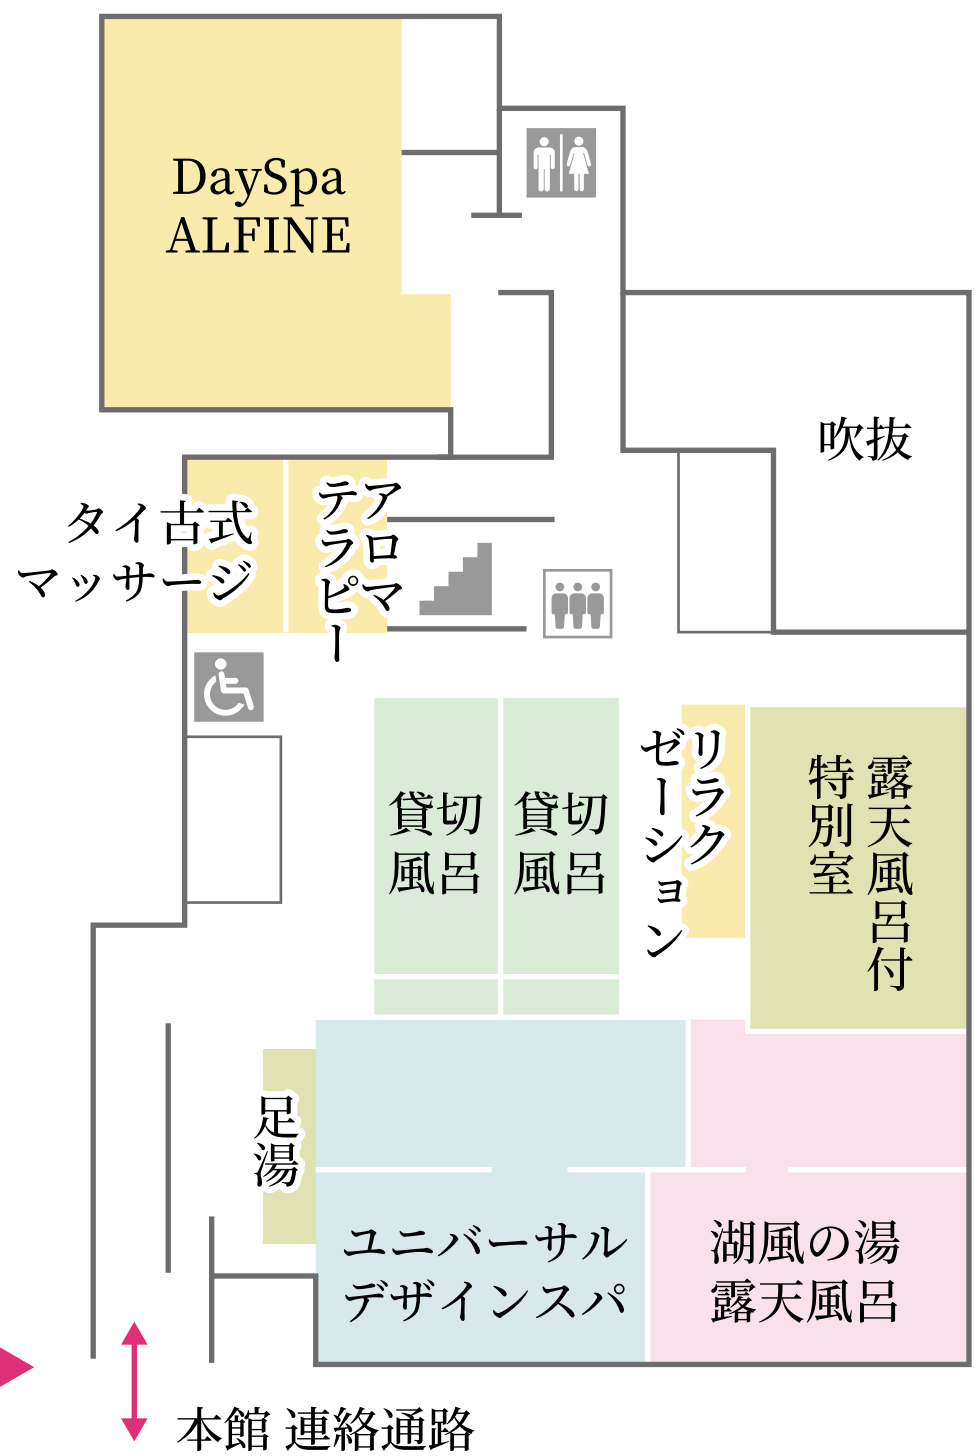 DaySpa
ALFINE
吹抜
タイ古式
マッサージ
アロマ
テラピー
貸切
風呂
貸切
風呂
リラク
ゼーション
露天風呂付
特別室
足湯
ユニバーサル
デザインスパ
湖風の湯
露天風呂
本館 連絡通路